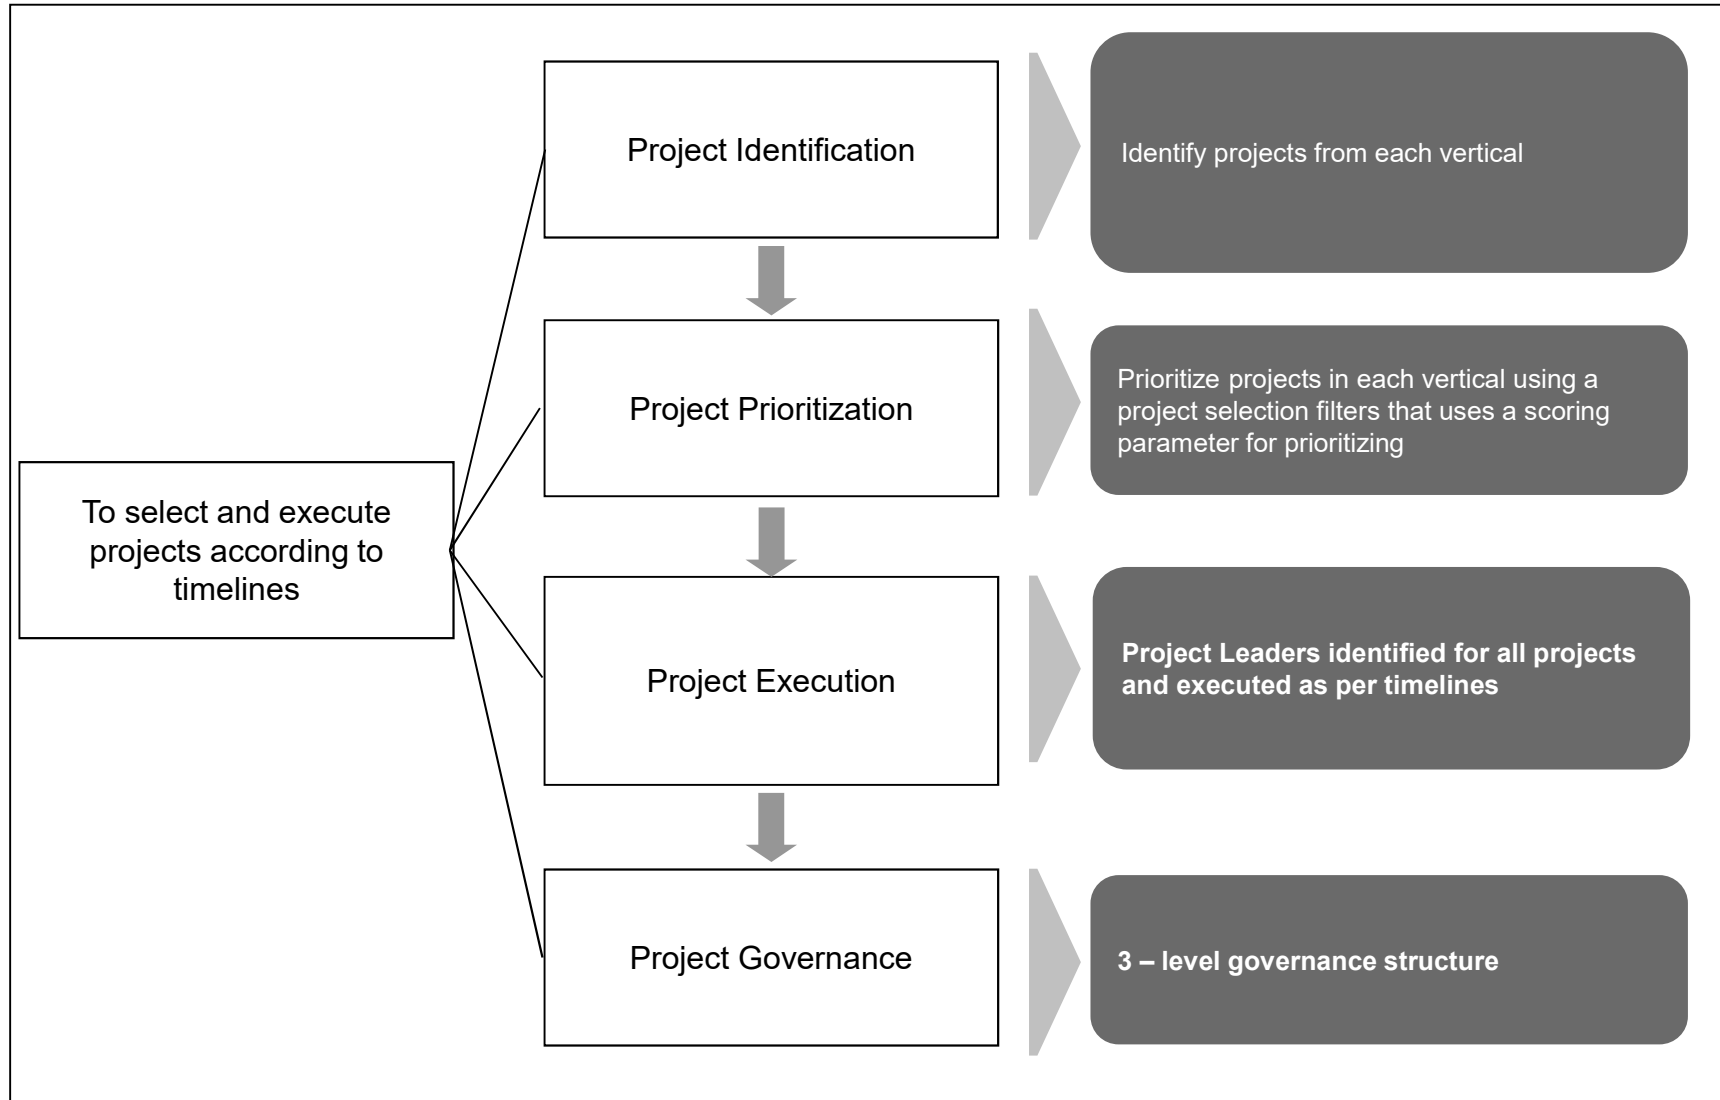 Project Identification
Identify projects from each vertical
Project Prioritization
Prioritize projects in each vertical using a
project selection filters that uses a scoring
parameter for prioritizing
To select and execute
projects according to
timelines
Project Execution
Project Leaders identified for all projects
and executed as per timelines
Project Governance
3 – level governance structure